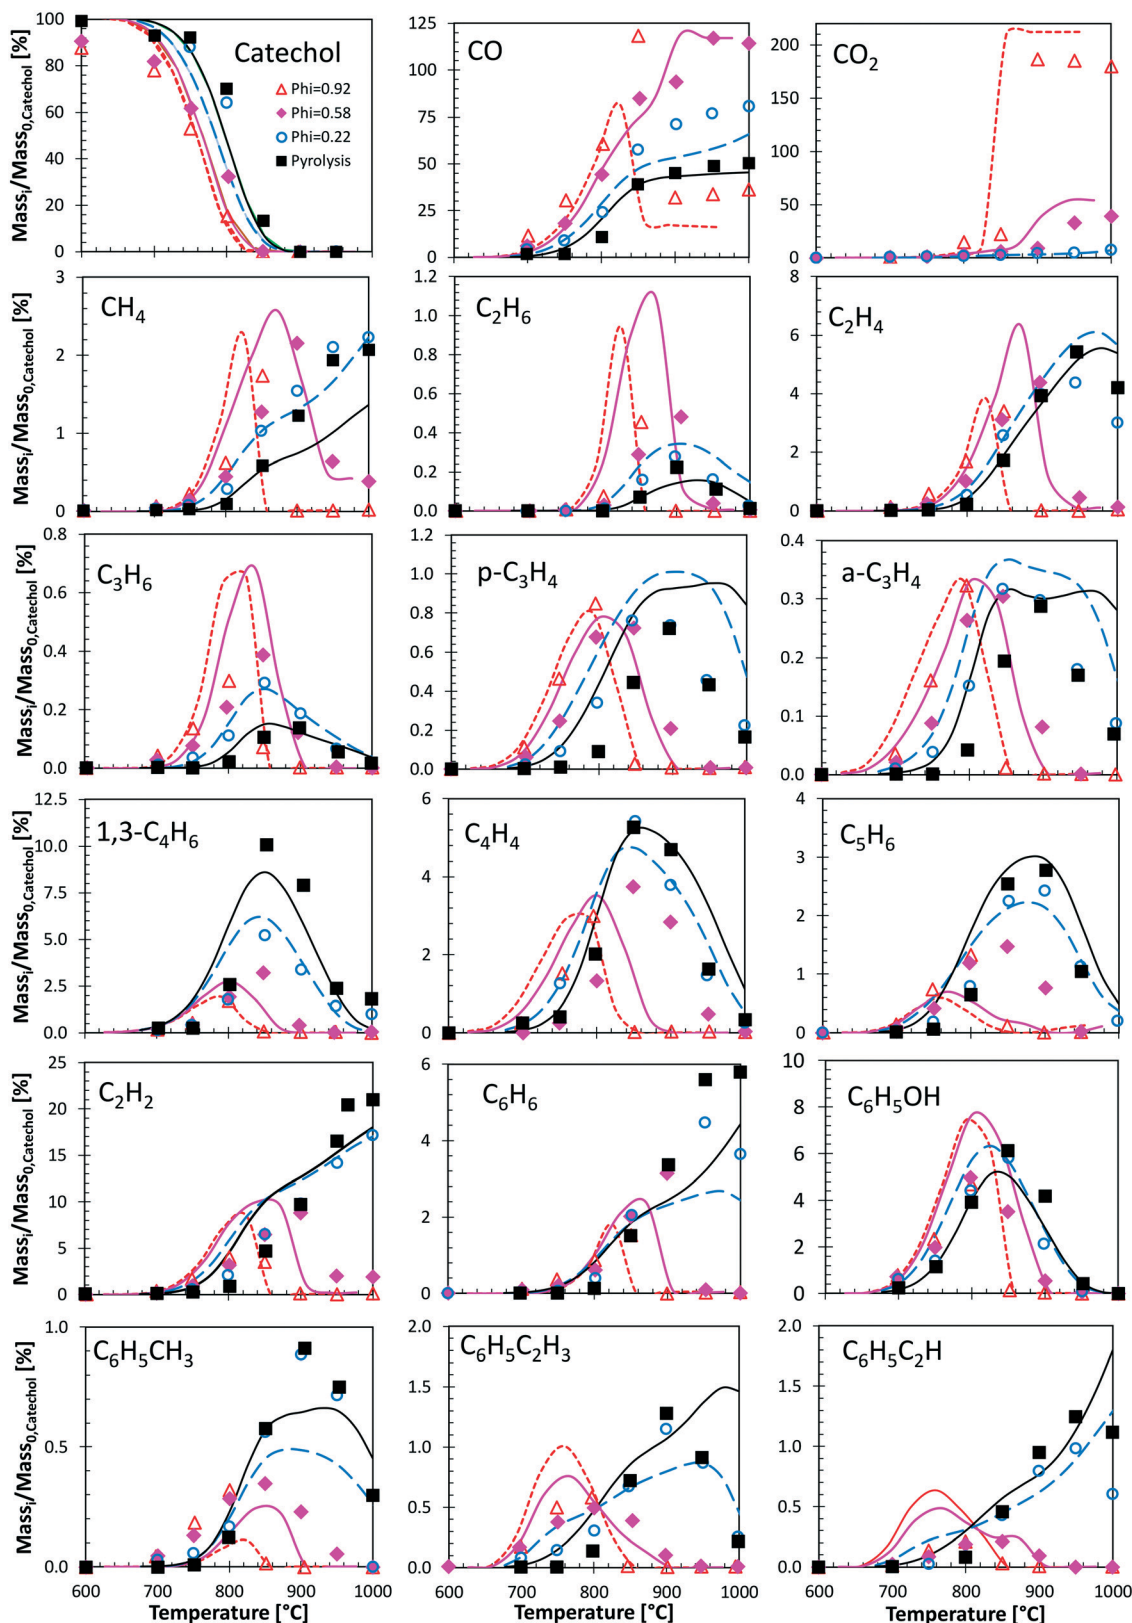 Mass_i/Mass_0,Catechol [%]
100
80
60
40
20
0
Catechol
Phi=0.92
Phi=0.58
Phi=0.22
Pyrolysis
125
100
75
50
25
0
CO
200
150
100
50
0
CO2
Mass_i/Mass_0,Catechol [%]
3
2
1
0
CH4
1.2
1.0
0.8
0.6
0.4
0.2
0.0
C2H6
8
6
4
2
0
C2H4
Mass_i/Mass_0,Catechol [%]
0.8
0.6
0.4
0.2
0.0
C3H6
1.2
1.0
0.8
0.6
0.4
0.2
0.0
p-C3H4
0.4
0.3
0.2
0.1
0.0
a-C3H4
Mass_i/Mass_0,Catechol [%]
12.5
10.0
7.5
5.0
2.5
0.0
1,3-C4H6
6
4
2
0
C4H4
4
3
2
1
0
C5H6
Mass_i/Mass_0,Catechol [%]
25
20
15
10
5
0
C2H2
6
4
2
0
C6H6
10
8
6
4
2
0
C6H5OH
Mass_i/Mass_0,Catechol [%]
1.0
0.5
0.0
C6H5CH3
600 700 800 900 1000
Temperature [°C]
2.0
1.5
1.0
0.5
0.0
C6H5C2H3
600 700 800 900 1000
Temperature [°C]
2.0
1.5
1.0
0.5
0.0
C6H5C2H
600 700 800 900 1000
Temperature [°C]